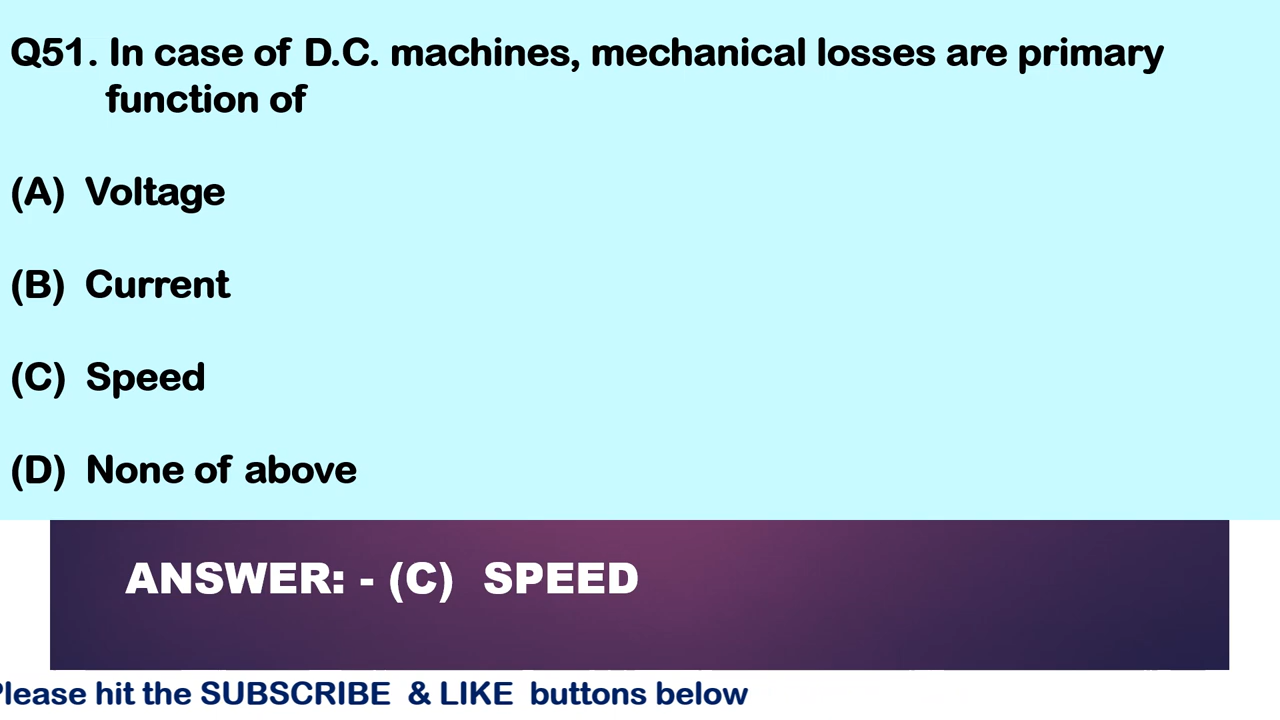 Q51. In case of D.C. machines, mechanical losses are primary
function of
(A) Voltage
(B) Current
(C) Speed
(D) None of above
ANSWER: - (C) SPEED
Please hit the SUBSCRIBE & LIKE buttons below